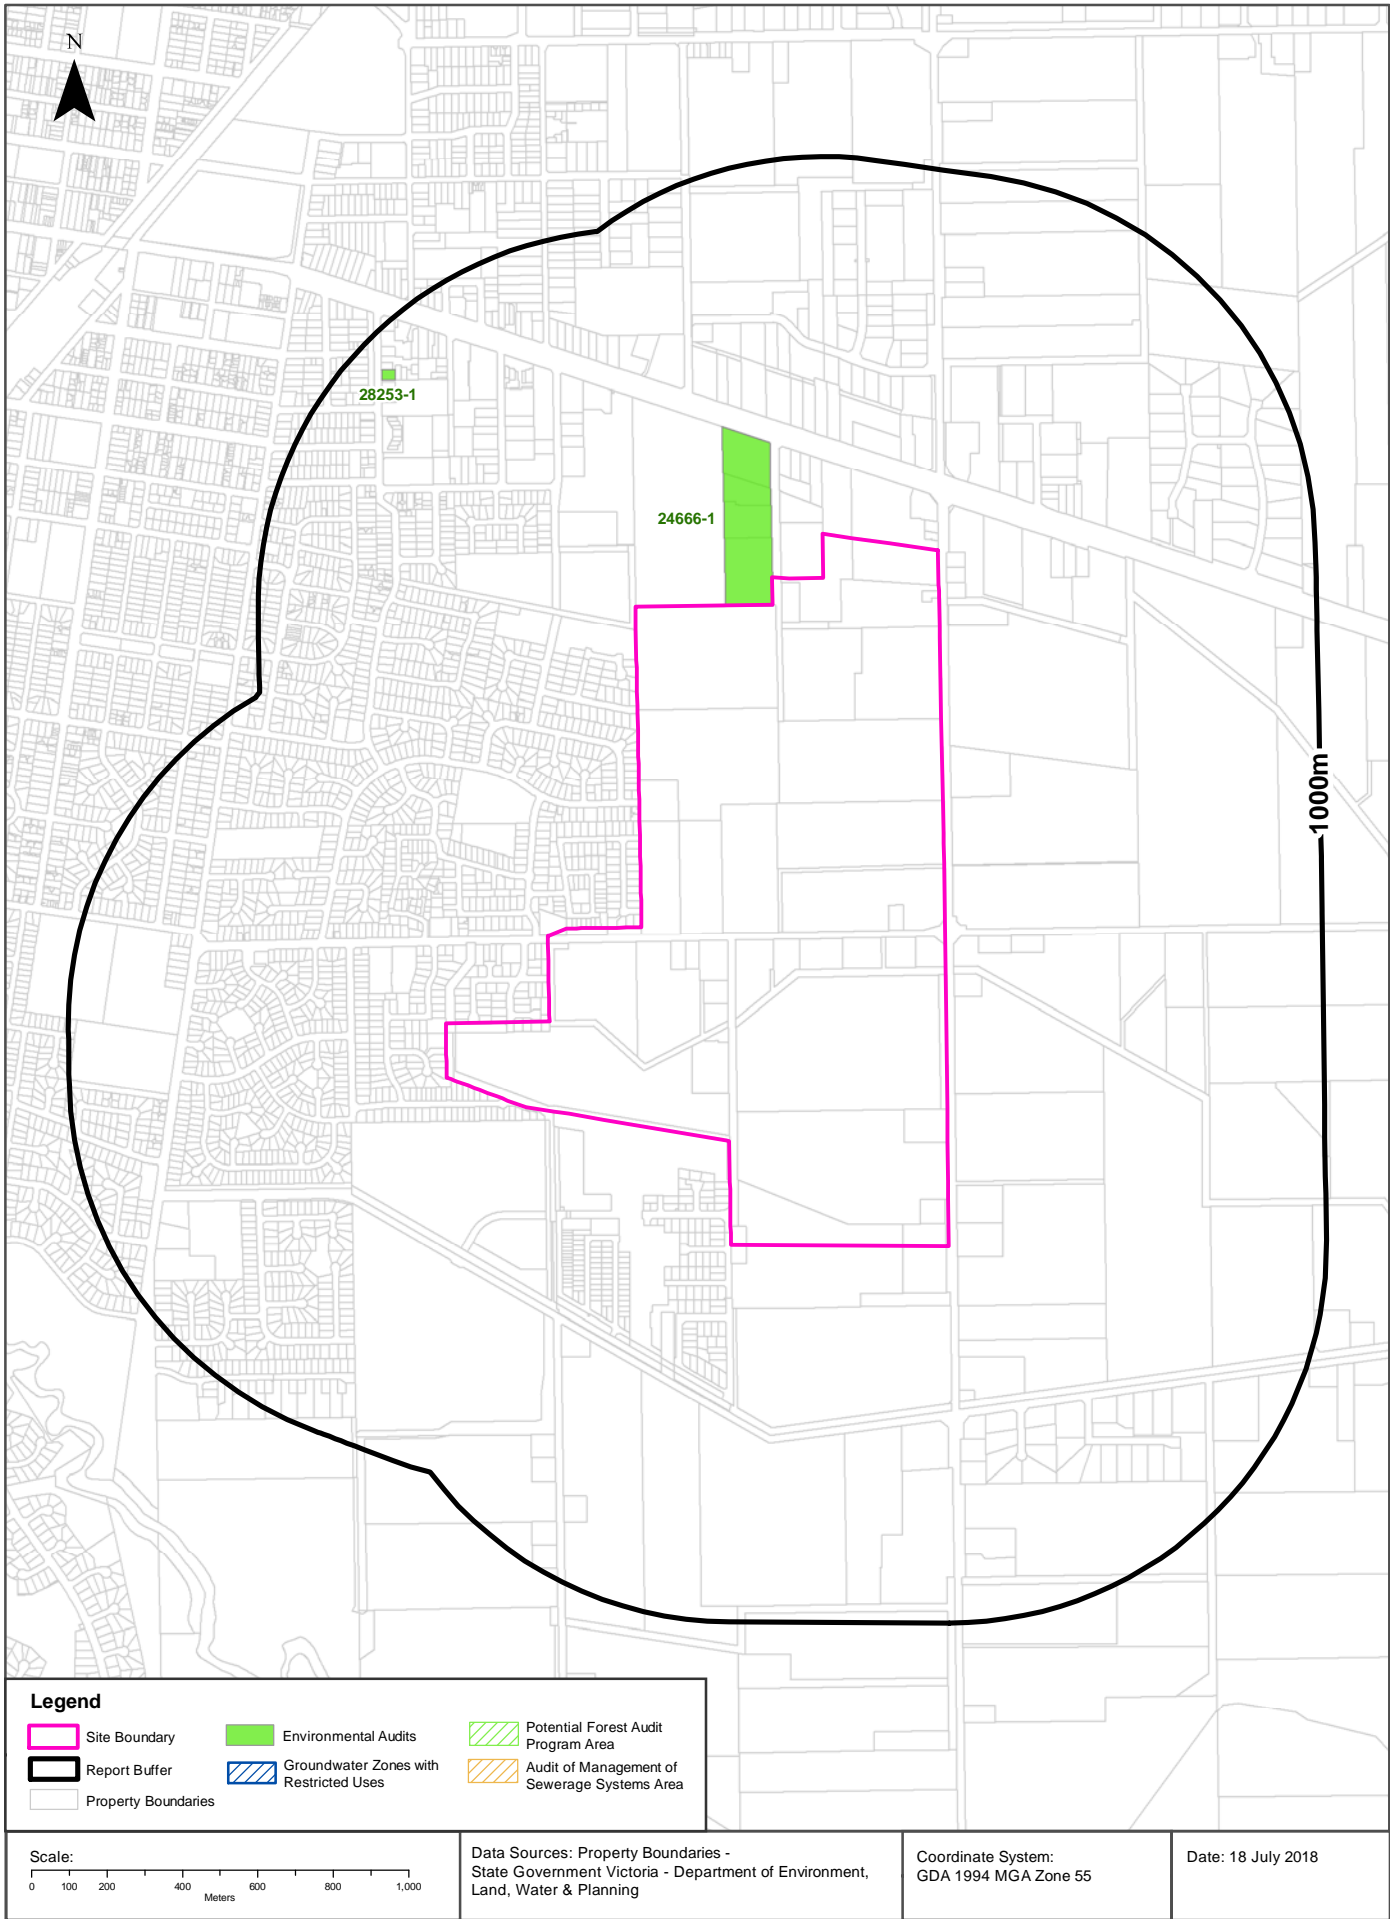 N
28253-1
24666-1
1000m
Legend
Site Boundary
Report Buffer
Property Boundaries
Environmental Audits
Groundwater Zones with
Restricted Uses
Potential Forest Audit
Program Area
Audit of Management of
Sewerage Systems Area
Scale:
0 100 200 400 600 800 1,000
Meters
Data Sources: Property Boundaries -
State Government Victoria - Department of Environment,
Land, Water & Planning
Coordinate System:
GDA 1994 MGA Zone 55
Date: 18 July 2018